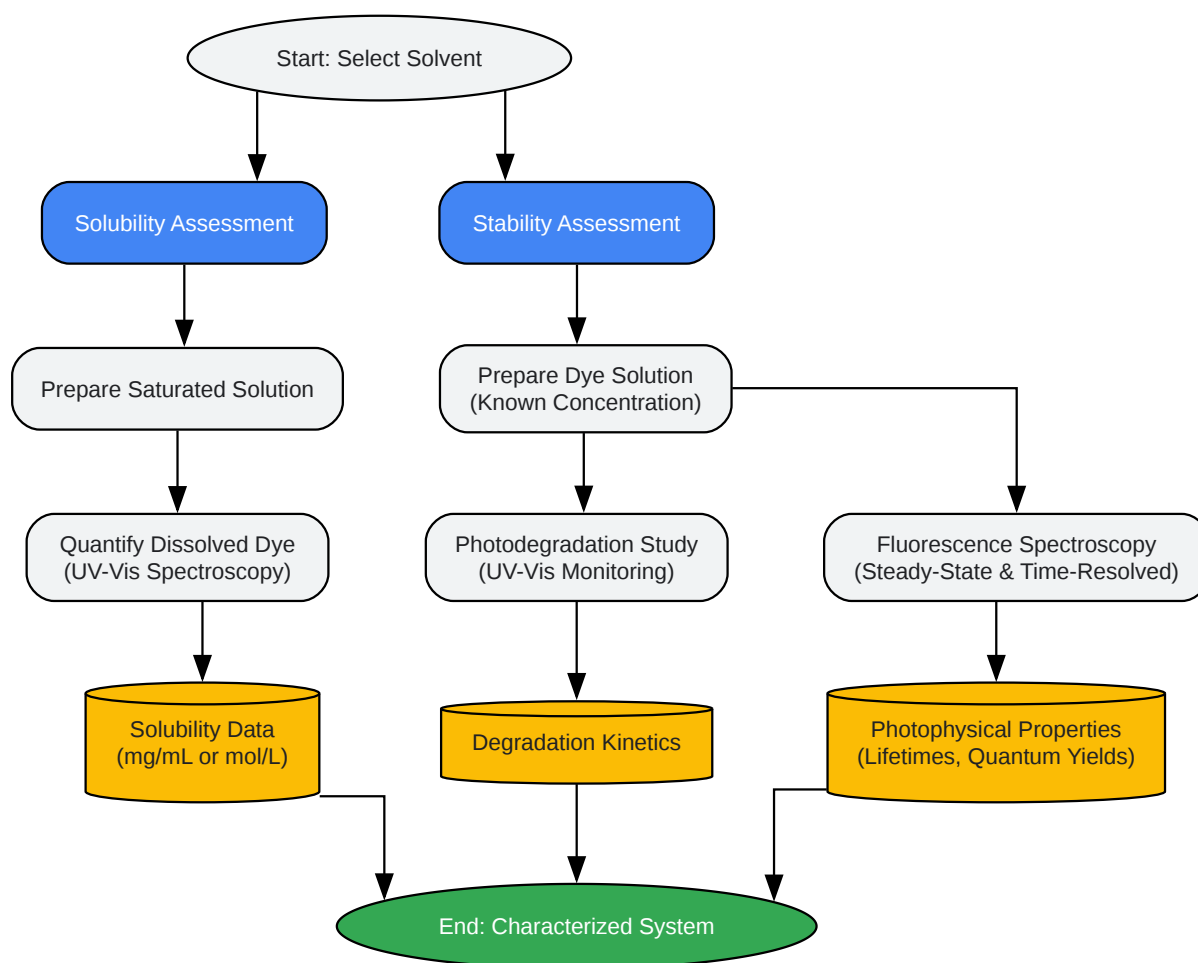 Start: Select Solvent
Solubility Assessment
Stability Assessment
Prepare Saturated Solution
Prepare Dye Solution
(Known Concentration)
Quantify Dissolved Dye
(UV-Vis Spectroscopy)
Photodegradation Study
(UV-Vis Monitoring)
Fluorescence Spectroscopy
(Steady-State & Time-Resolved)
Solubility Data
(mg/mL or mol/L)
Degradation Kinetics
Photophysical Properties
(Lifetimes, Quantum Yields)
End: Characterized System